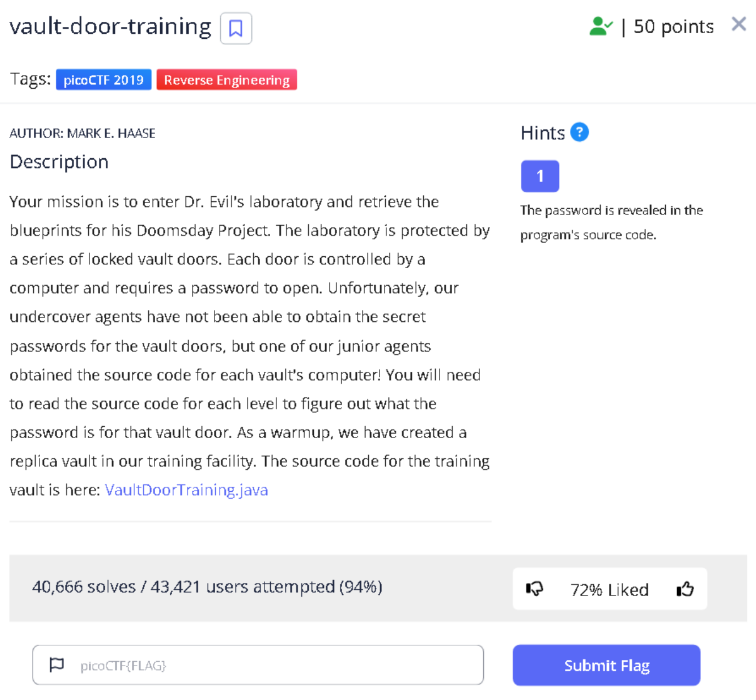 vault-door-training
| 50 points ×
Tags: picoCTF 2019 Reverse Engineering
AUTHOR: MARK E. HAASE
Description
Your mission is to enter Dr. Evil's laboratory and retrieve the
blueprints for his Doomsday Project. The laboratory is protected by
a series of locked vault doors. Each door is controlled by a
computer and requires a password to open. Unfortunately, our
undercover agents have not been able to obtain the secret
passwords for the vault doors, but one of our junior agents
obtained the source code for each vault's computer! You will need
to read the source code for each level to figure out what the
password is for that vault door. As a warmup, we have created a
replica vault in our training facility. The source code for the training
vault is here: VaultDoorTraining.java
Hints ?
1
The password is revealed in the
program's source code.
40,666 solves / 43,421 users attempted (94%)
72% Liked
picoCTF{FLAG}
Submit Flag